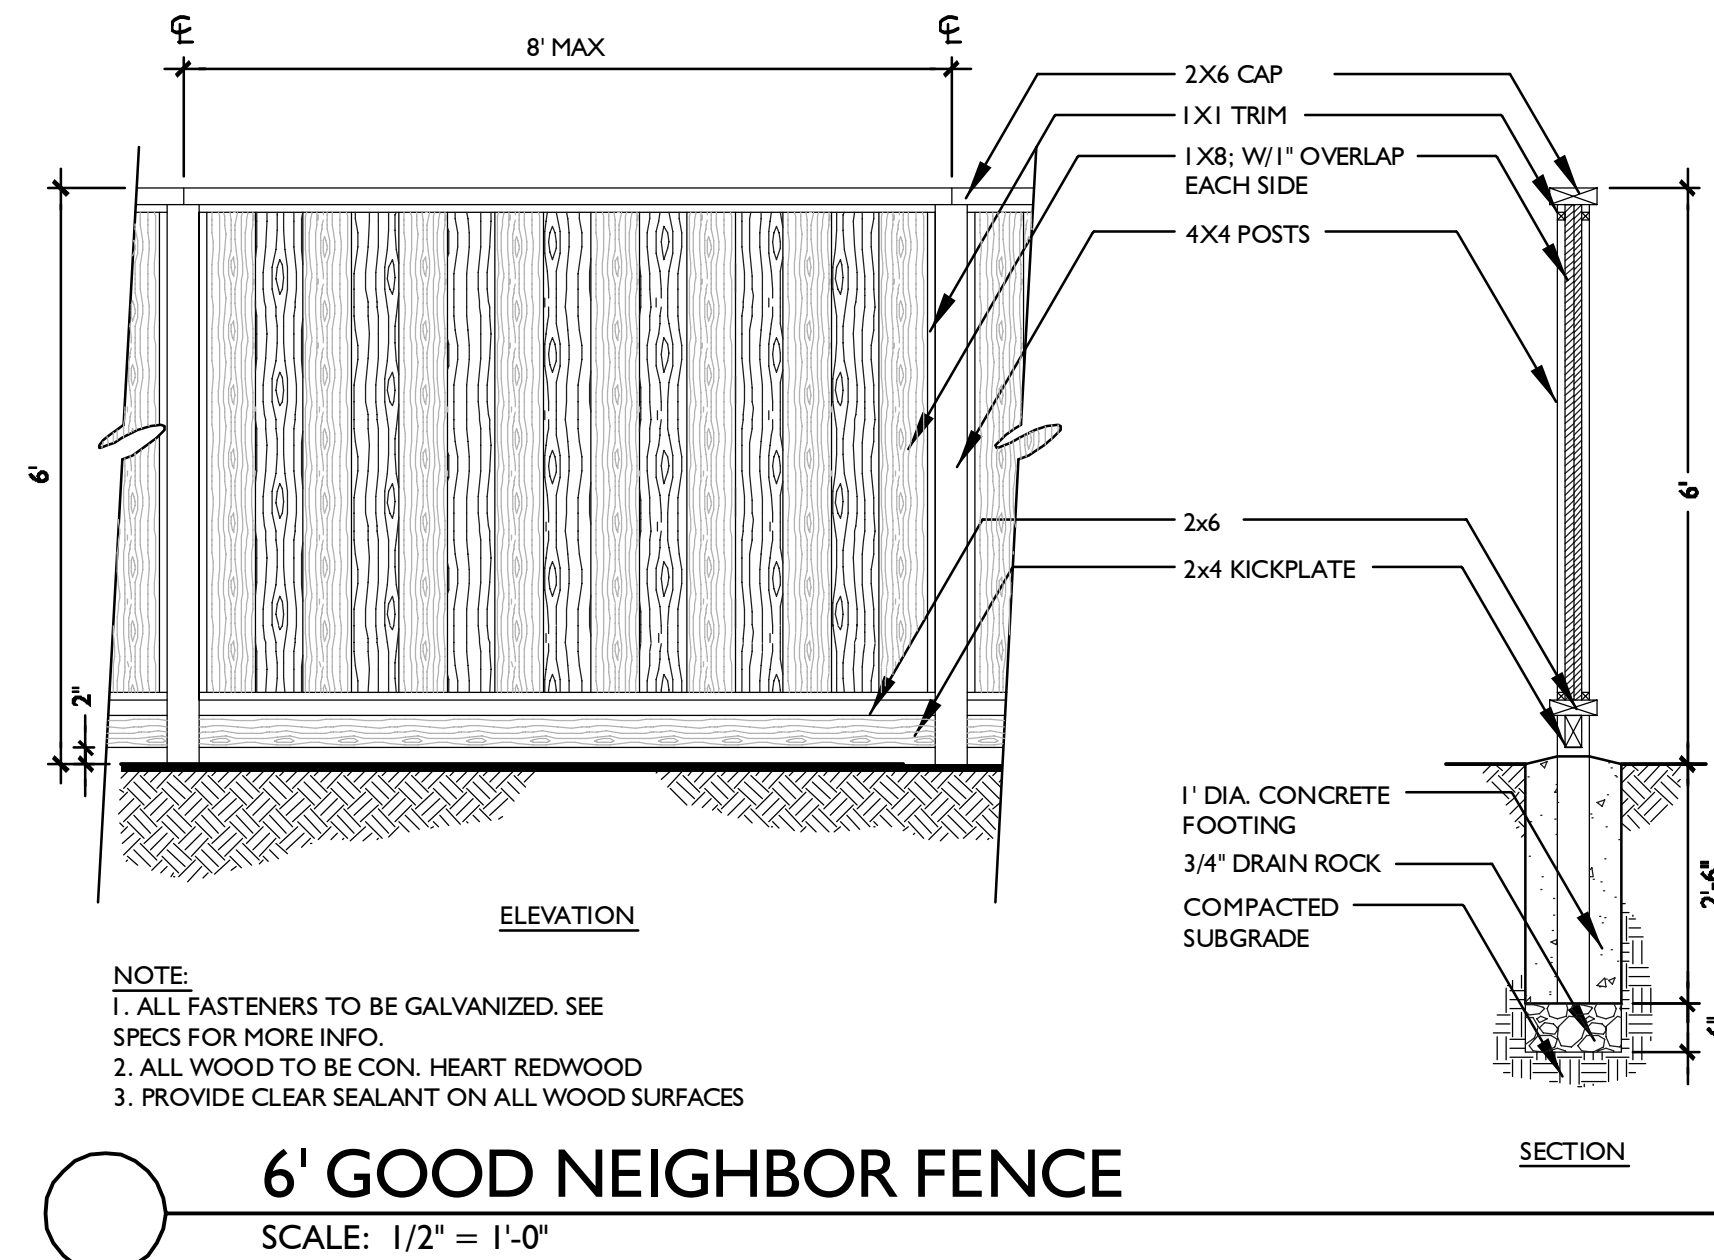 ℄
℄
8' MAX
2X6 CAP
1X1 TRIM
1X8; W/1" OVERLAP
EACH SIDE
4X4 POSTS
6'
6'
2x6
2x4 KICKPLATE
2"
1' DIA. CONCRETE
FOOTING
3/4" DRAIN ROCK
2'-6"
COMPACTED
SUBGRADE
6"
ELEVATION
NOTE:
1. ALL FASTENERS TO BE GALVANIZED. SEE
SPECS FOR MORE INFO.
2. ALL WOOD TO BE CON. HEART REDWOOD
3. PROVIDE CLEAR SEALANT ON ALL WOOD SURFACES
SECTION
6' GOOD NEIGHBOR FENCE
SCALE: 1/2" = 1'-0"